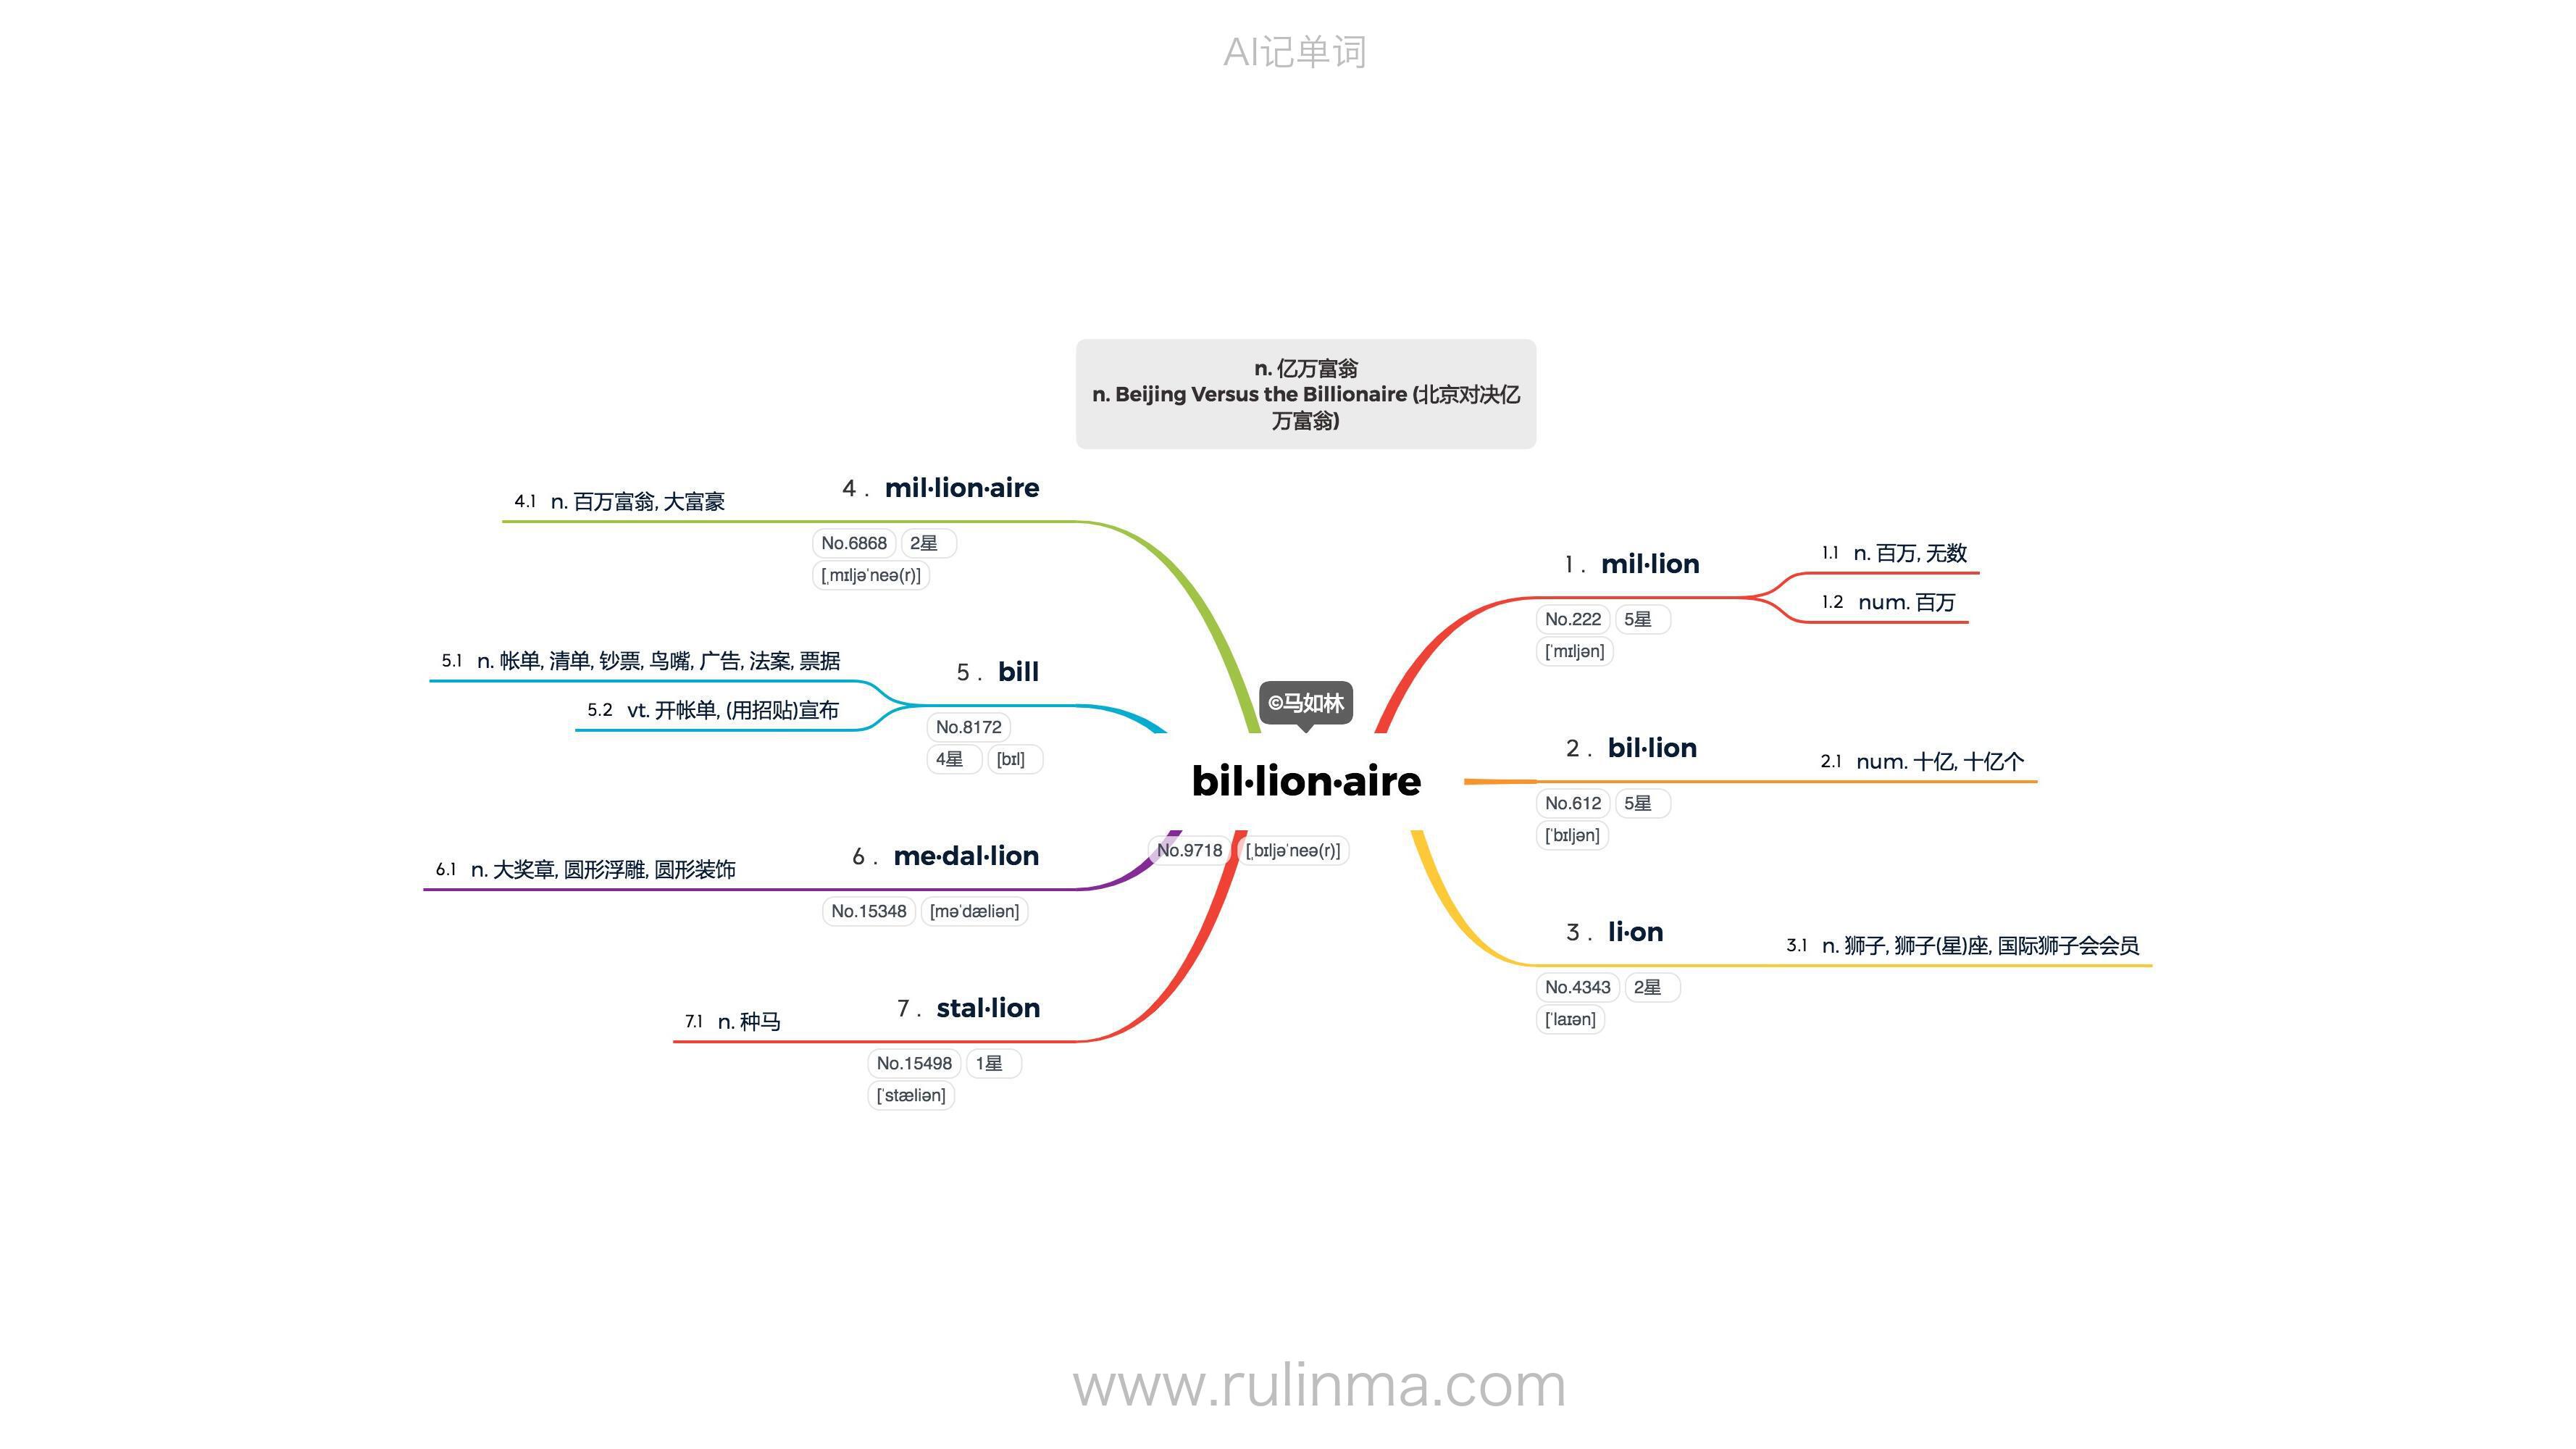 AI记单词
n. 亿万富翁
n. Beijing Versus the Billionaire (北京对决亿
万富翁)
©马如林
bil·lion·aire
No.9718 [ˌbɪljəˈneə(r)]
1 . mil·lion
No.222 5星
[ˈmɪljən]
1.1 n. 百万, 无数
1.2 num. 百万
2 . bil·lion
No.612 5星
[ˈbɪljən]
2.1 num. 十亿, 十亿个
3 . li·on
No.4343 2星
[ˈlaɪən]
3.1 n. 狮子, 狮子(星)座, 国际狮子会会员
4 . mil·lion·aire
No.6868 2星
[ˌmɪljəˈneə(r)]
4.1 n. 百万富翁, 大富豪
5 . bill
No.8172
4星 [bɪl]
5.1 n. 帐单, 清单, 钞票, 鸟嘴, 广告, 法案, 票据
5.2 vt. 开帐单, (用招贴)宣布
6 . me·dal·lion
No.15348 [məˈdæliən]
6.1 n. 大奖章, 圆形浮雕, 圆形装饰
7 . stal·lion
No.15498 1星
[ˈstæliən]
7.1 n. 种马
www.rulinma.com